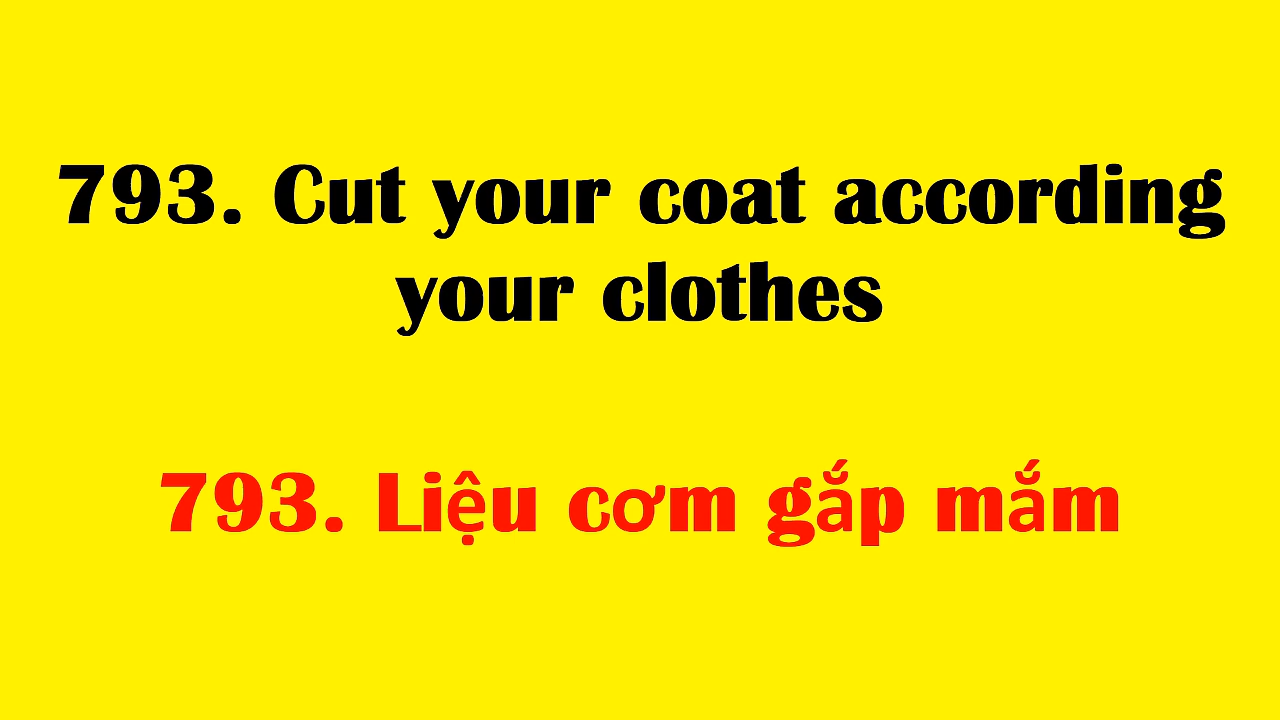 793. Cut your coat according
your clothes
793. Liệu cơm gắp mắm